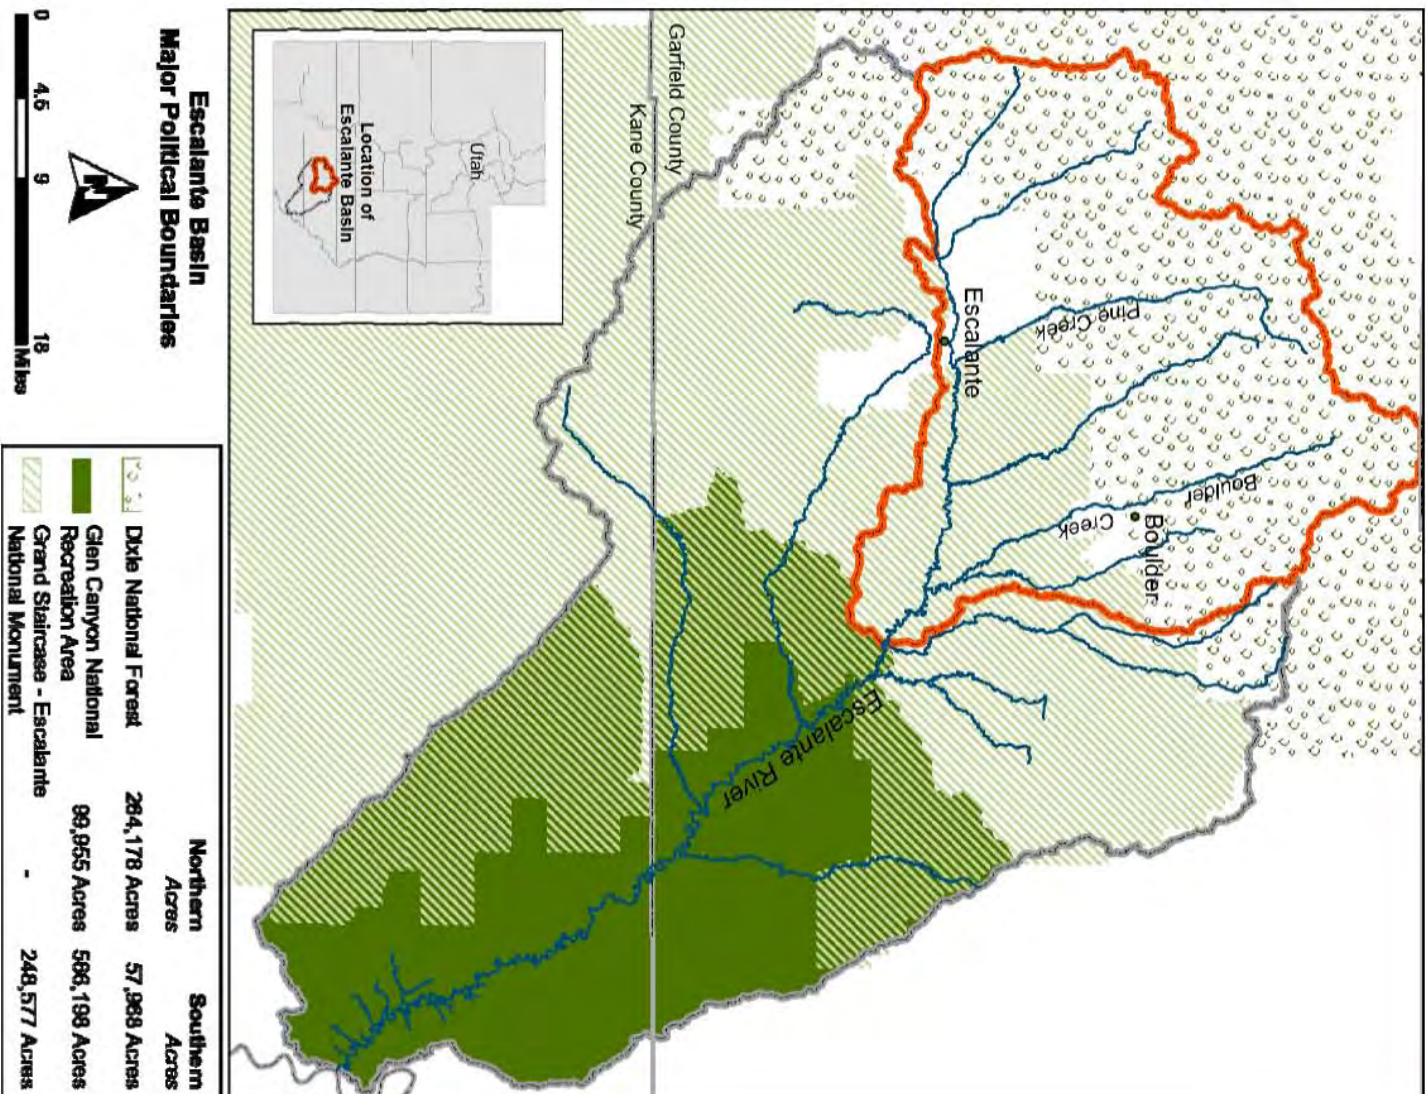 Garfield County
Kane County
Utah
Location of
Escalante Basin
Escalante
Pine Creek
Boulder
Boulder
Creek
Escalante River
Escalante Basin
Major Political Boundaries
N
0 4.5 9 18
Miles
Northern Southern
Acres Acres
Dixie National Forest 264,178 Acres 57,968 Acres
Glen Canyon National
Recreation Area 99,955 Acres 566,198 Acres
Grand Staircase - Escalante
National Monument - 248,577 Acres